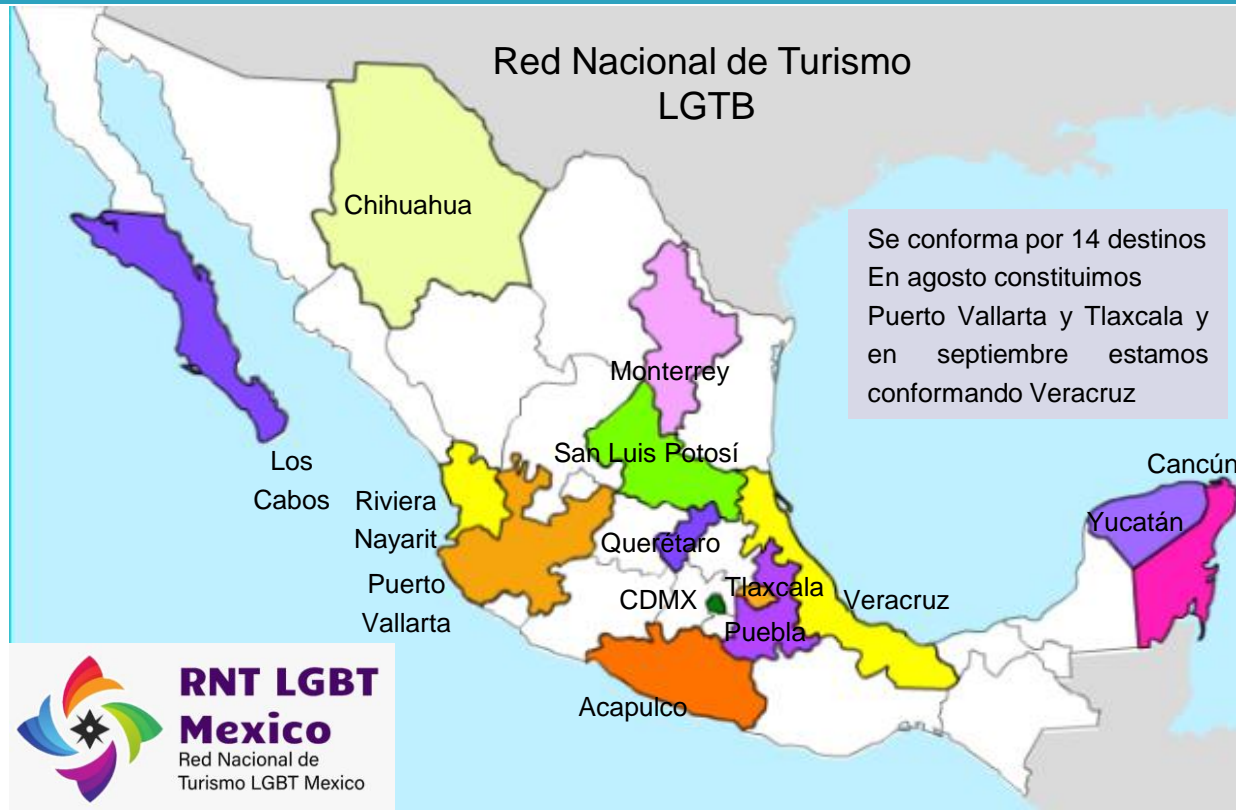 Red Nacional de Turismo
LGTB
Chihuahua
Se conforma por 14 destinos
En agosto constituimos
Puerto Vallarta y Tlaxcala y
en septiembre estamos
conformando Veracruz
Monterrey
San Luis Potosí
Los
Cabos
Cancún
Riviera
Nayarit
Yucatán
Querétaro
Puerto
Vallarta
CDMX
Tlaxcala
Veracruz
Puebla
Acapulco
RNT LGBT
Mexico
Red Nacional de
Turismo LGBT Mexico